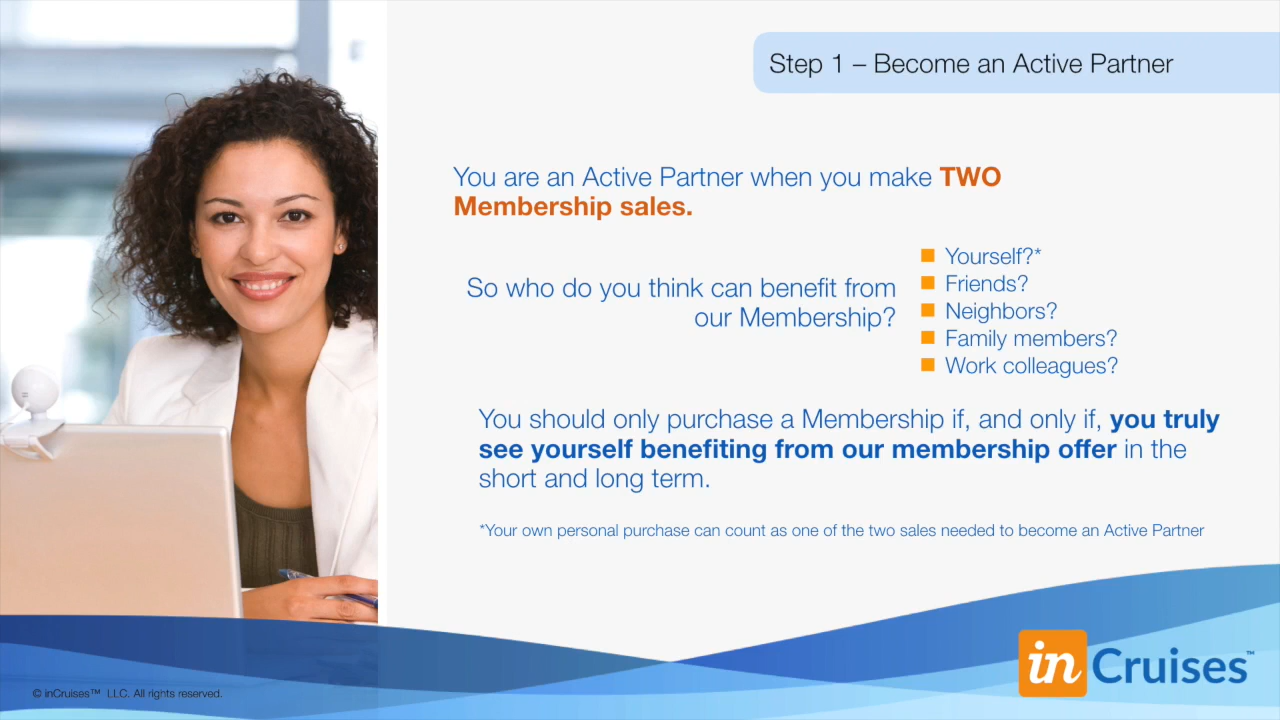 Step 1 – Become an Active Partner
You are an Active Partner when you make TWO
Membership sales.
So who do you think can benefit from
our Membership?
■ Yourself?*
■ Friends?
■ Neighbors?
■ Family members?
■ Work colleagues?
You should only purchase a Membership if, and only if, you truly
see yourself benefiting from our membership offer in the
short and long term.
*Your own personal purchase can count as one of the two sales needed to become an Active Partner
© inCruises™ LLC. All rights reserved.
inCruises™